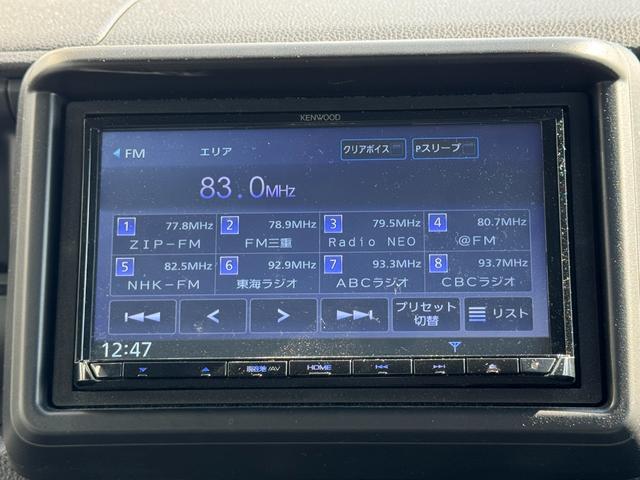 KENWOOD
FM エリア クリアボイス Pスリープ
83.0MHz
1 77.8MHz 2 78.9MHz 3 79.5MHz 4 80.7MHz
ZIP-FM FM三重 Radio NEO @FM
5 82.5MHz 6 92.9MHz 7 93.3MHz 8 93.7MHz
NHK-FM 東海ラジオ ABCラジオ CBCラジオ
プリセット
切替 リスト
12:47
現在地/AV HOME